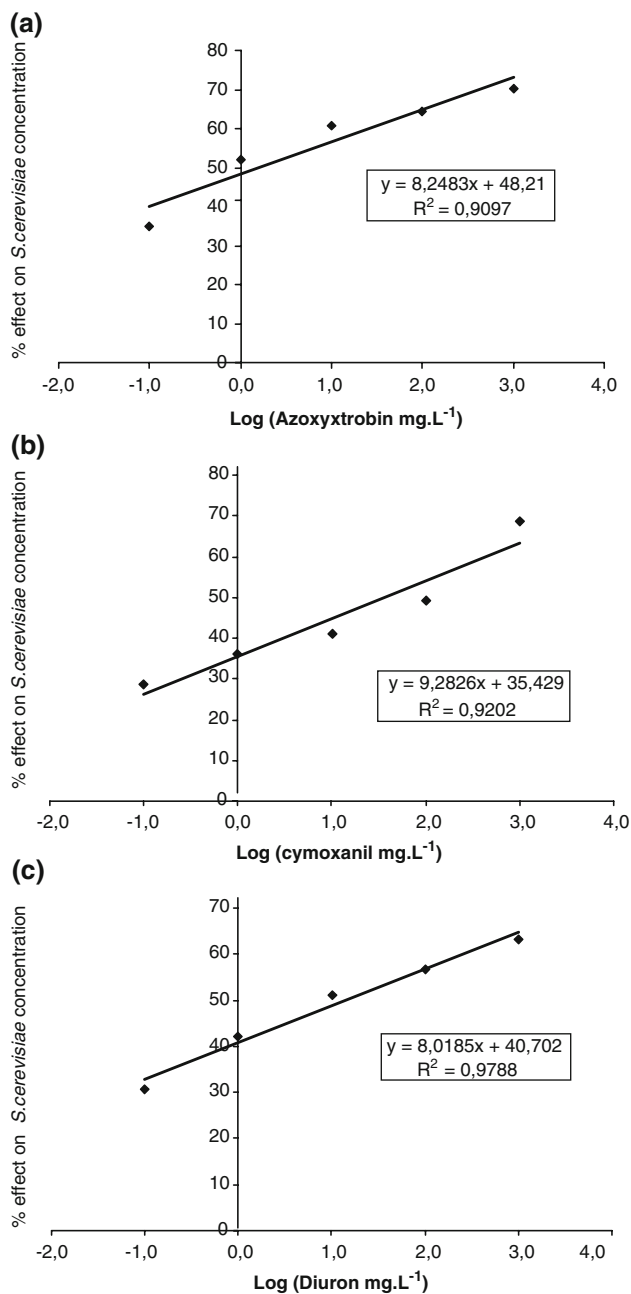 (a)
% effect on S.cerevisiae concentration
80
70
60
50
40
30
20
10
0
-2,0 -1,0 0,0 1,0 2,0 3,0 4,0
y = 8,2483x + 48,21
R² = 0,9097
Log (Azoxyxtrobin mg.L⁻¹)
(b)
% effect on S.cerevisiae concentration
80
70
60
50
40
30
20
10
0
-2,0 -1,0 0,0 1,0 2,0 3,0 4,0
y = 9,2826x + 35,429
R² = 0,9202
Log (cymoxanil mg.L⁻¹)
(c)
% effect on S.cerevisiae concentration
70
60
50
40
30
20
10
0
-2,0 -1,0 0,0 1,0 2,0 3,0 4,0
y = 8,0185x + 40,702
R² = 0,9788
Log (Diuron mg.L⁻¹)